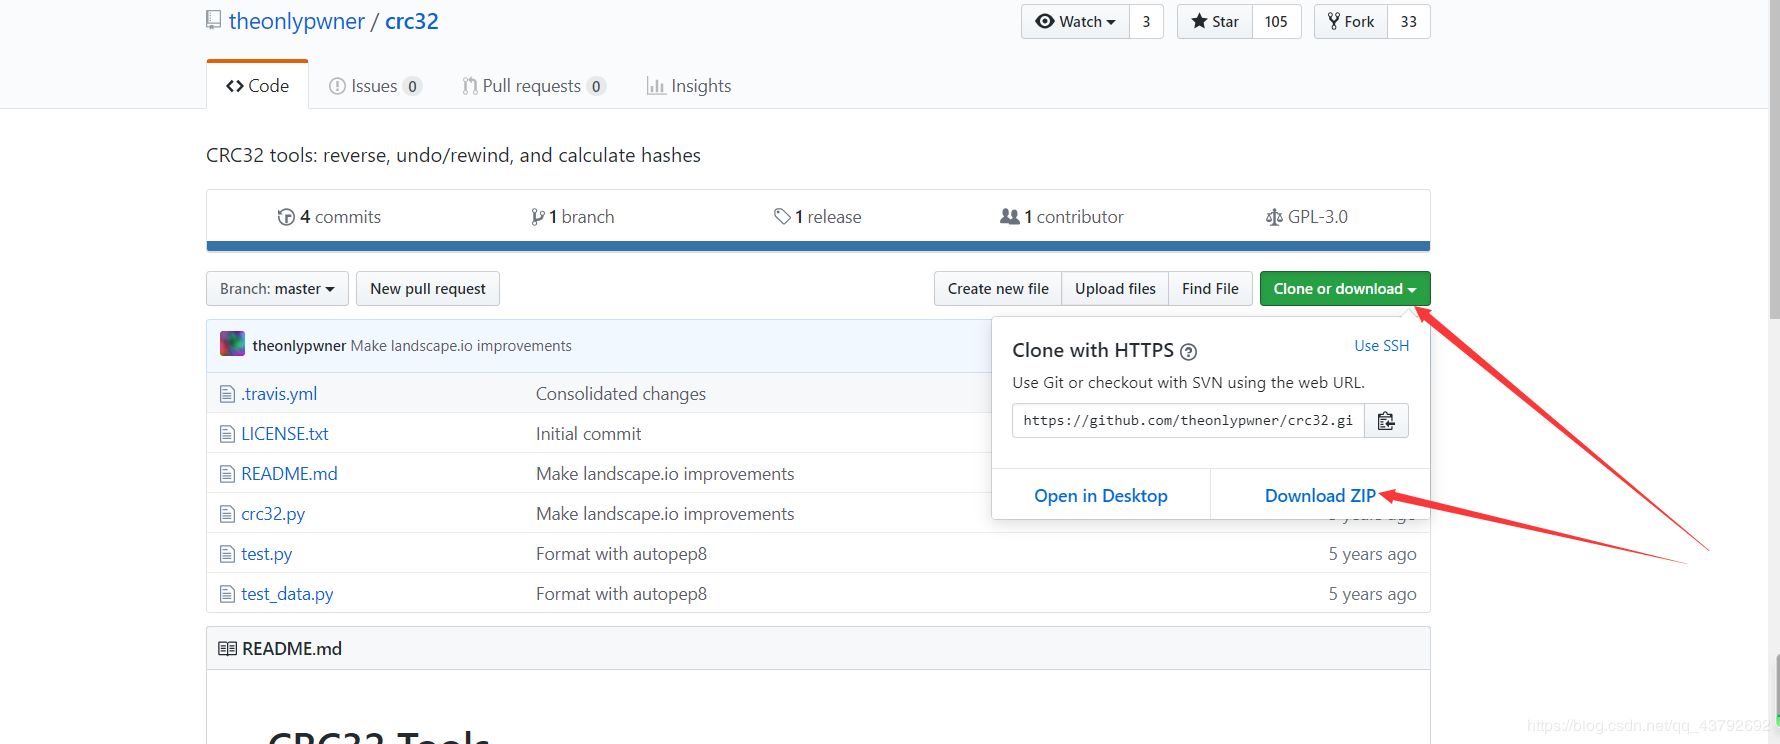 theonlypwner / crc32
Watch 3 Star 105 Fork 33
Code Issues 0 Pull requests 0 Insights
CRC32 tools: reverse, undo/rewind, and calculate hashes
4 commits 1 branch 1 release 1 contributor GPL-3.0
Branch: master New pull request Create new file Upload files Find File Clone or download
theonlypwner Make landscape.io improvements
Clone with HTTPS Use SSH
Use Git or checkout with SVN using the web URL.
https://github.com/theonlypwner/crc32.gi
Open in Desktop Download ZIP
.travis.yml Consolidated changes
LICENSE.txt Initial commit
README.md Make landscape.io improvements
crc32.py Make landscape.io improvements 5 years ago
test.py Format with autopep8 5 years ago
test_data.py Format with autopep8 5 years ago
README.md
CRC32 Tools
https://blog.csdn.net/qq_43792692